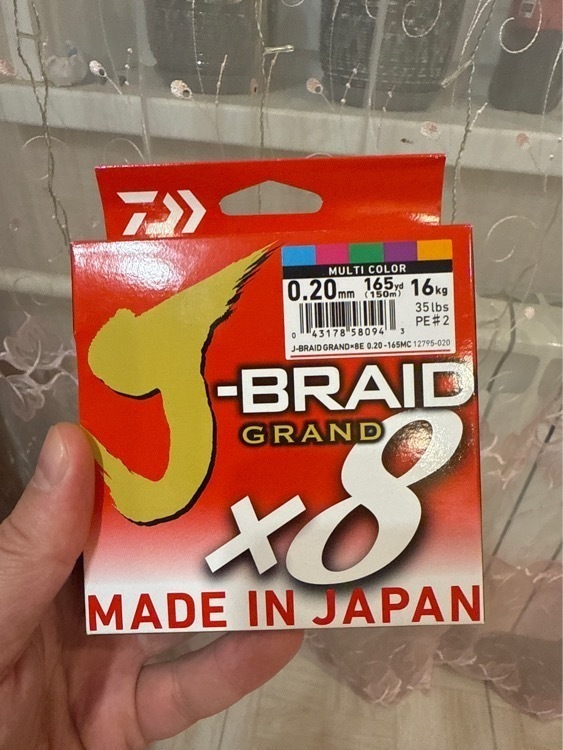 MULTI COLOR
0.20mm 165yd (150m) 16kg
35lbs
PE#2
0 43178 58094 3
J-BRAID GRAND×8E 0.20-165MC 12795-020
J-BRAID
GRAND
x8
MADE IN JAPAN